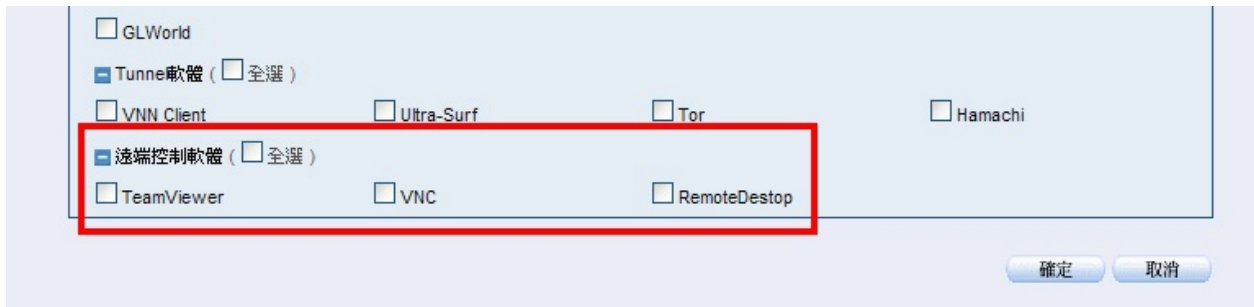 GLWorld
Tunnel軟體 ( 全選 )
VNN Client Ultra-Surf Tor Hamachi
遠端控制軟體 ( 全選 )
TeamViewer VNC RemoteDestop
確定 取消